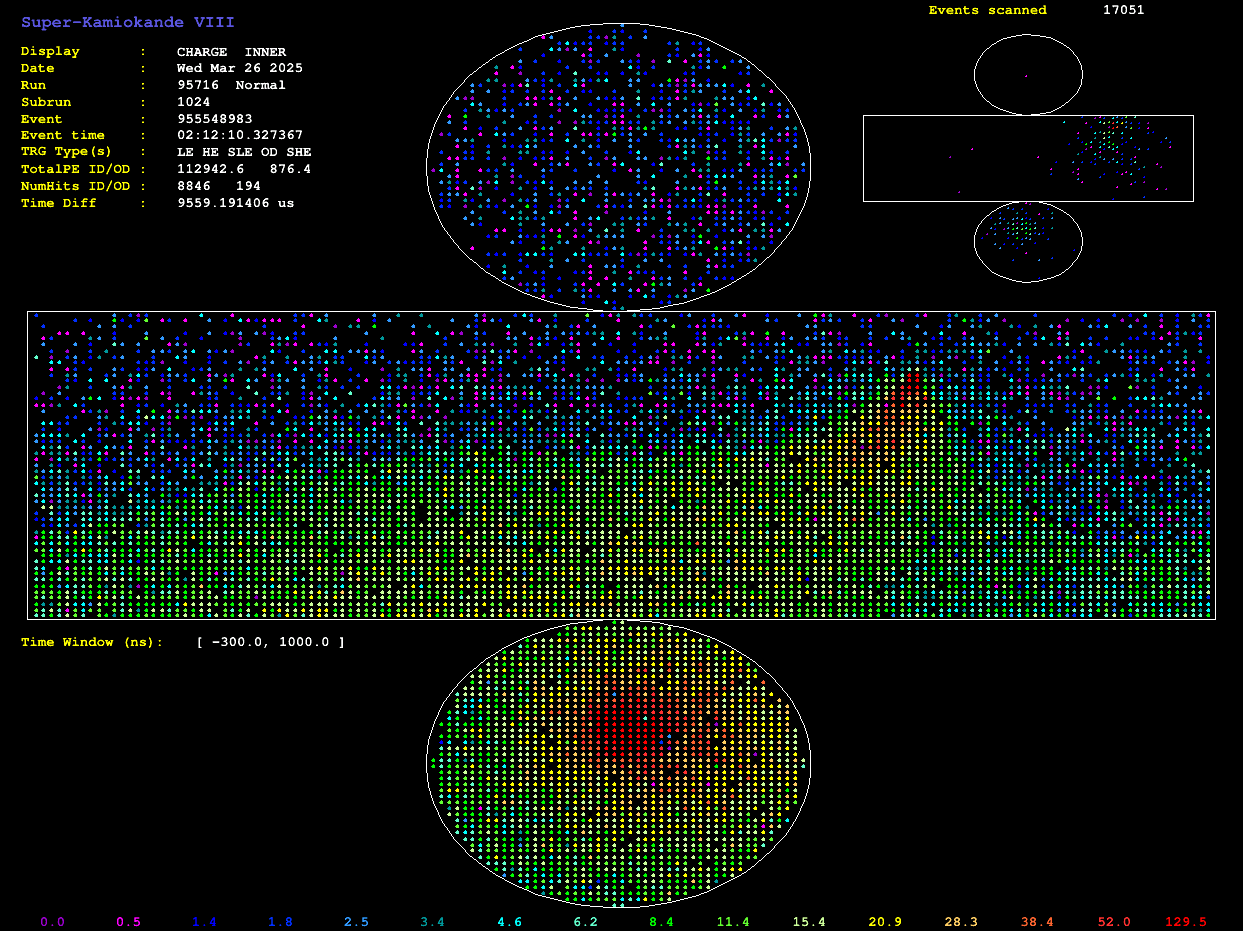 Super-Kamiokande VIII
Events scanned 17051
Display : CHARGE INNER
Date : Wed Mar 26 2025
Run : 95716 Normal
Subrun : 1024
Event : 955548983
Event time : 02:12:10.327367
TRG Type(s) : LE HE SLE OD SHE
TotalPE ID/OD : 112942.6 876.4
NumHits ID/OD : 8846 194
Time Diff : 9559.191406 us
Time Window (ns): [ -300.0, 1000.0 ]
0.0 0.5 1.4 1.8 2.5 3.4 4.6 6.2 8.4 11.4 15.4 20.9 28.3 38.4 52.0 129.5